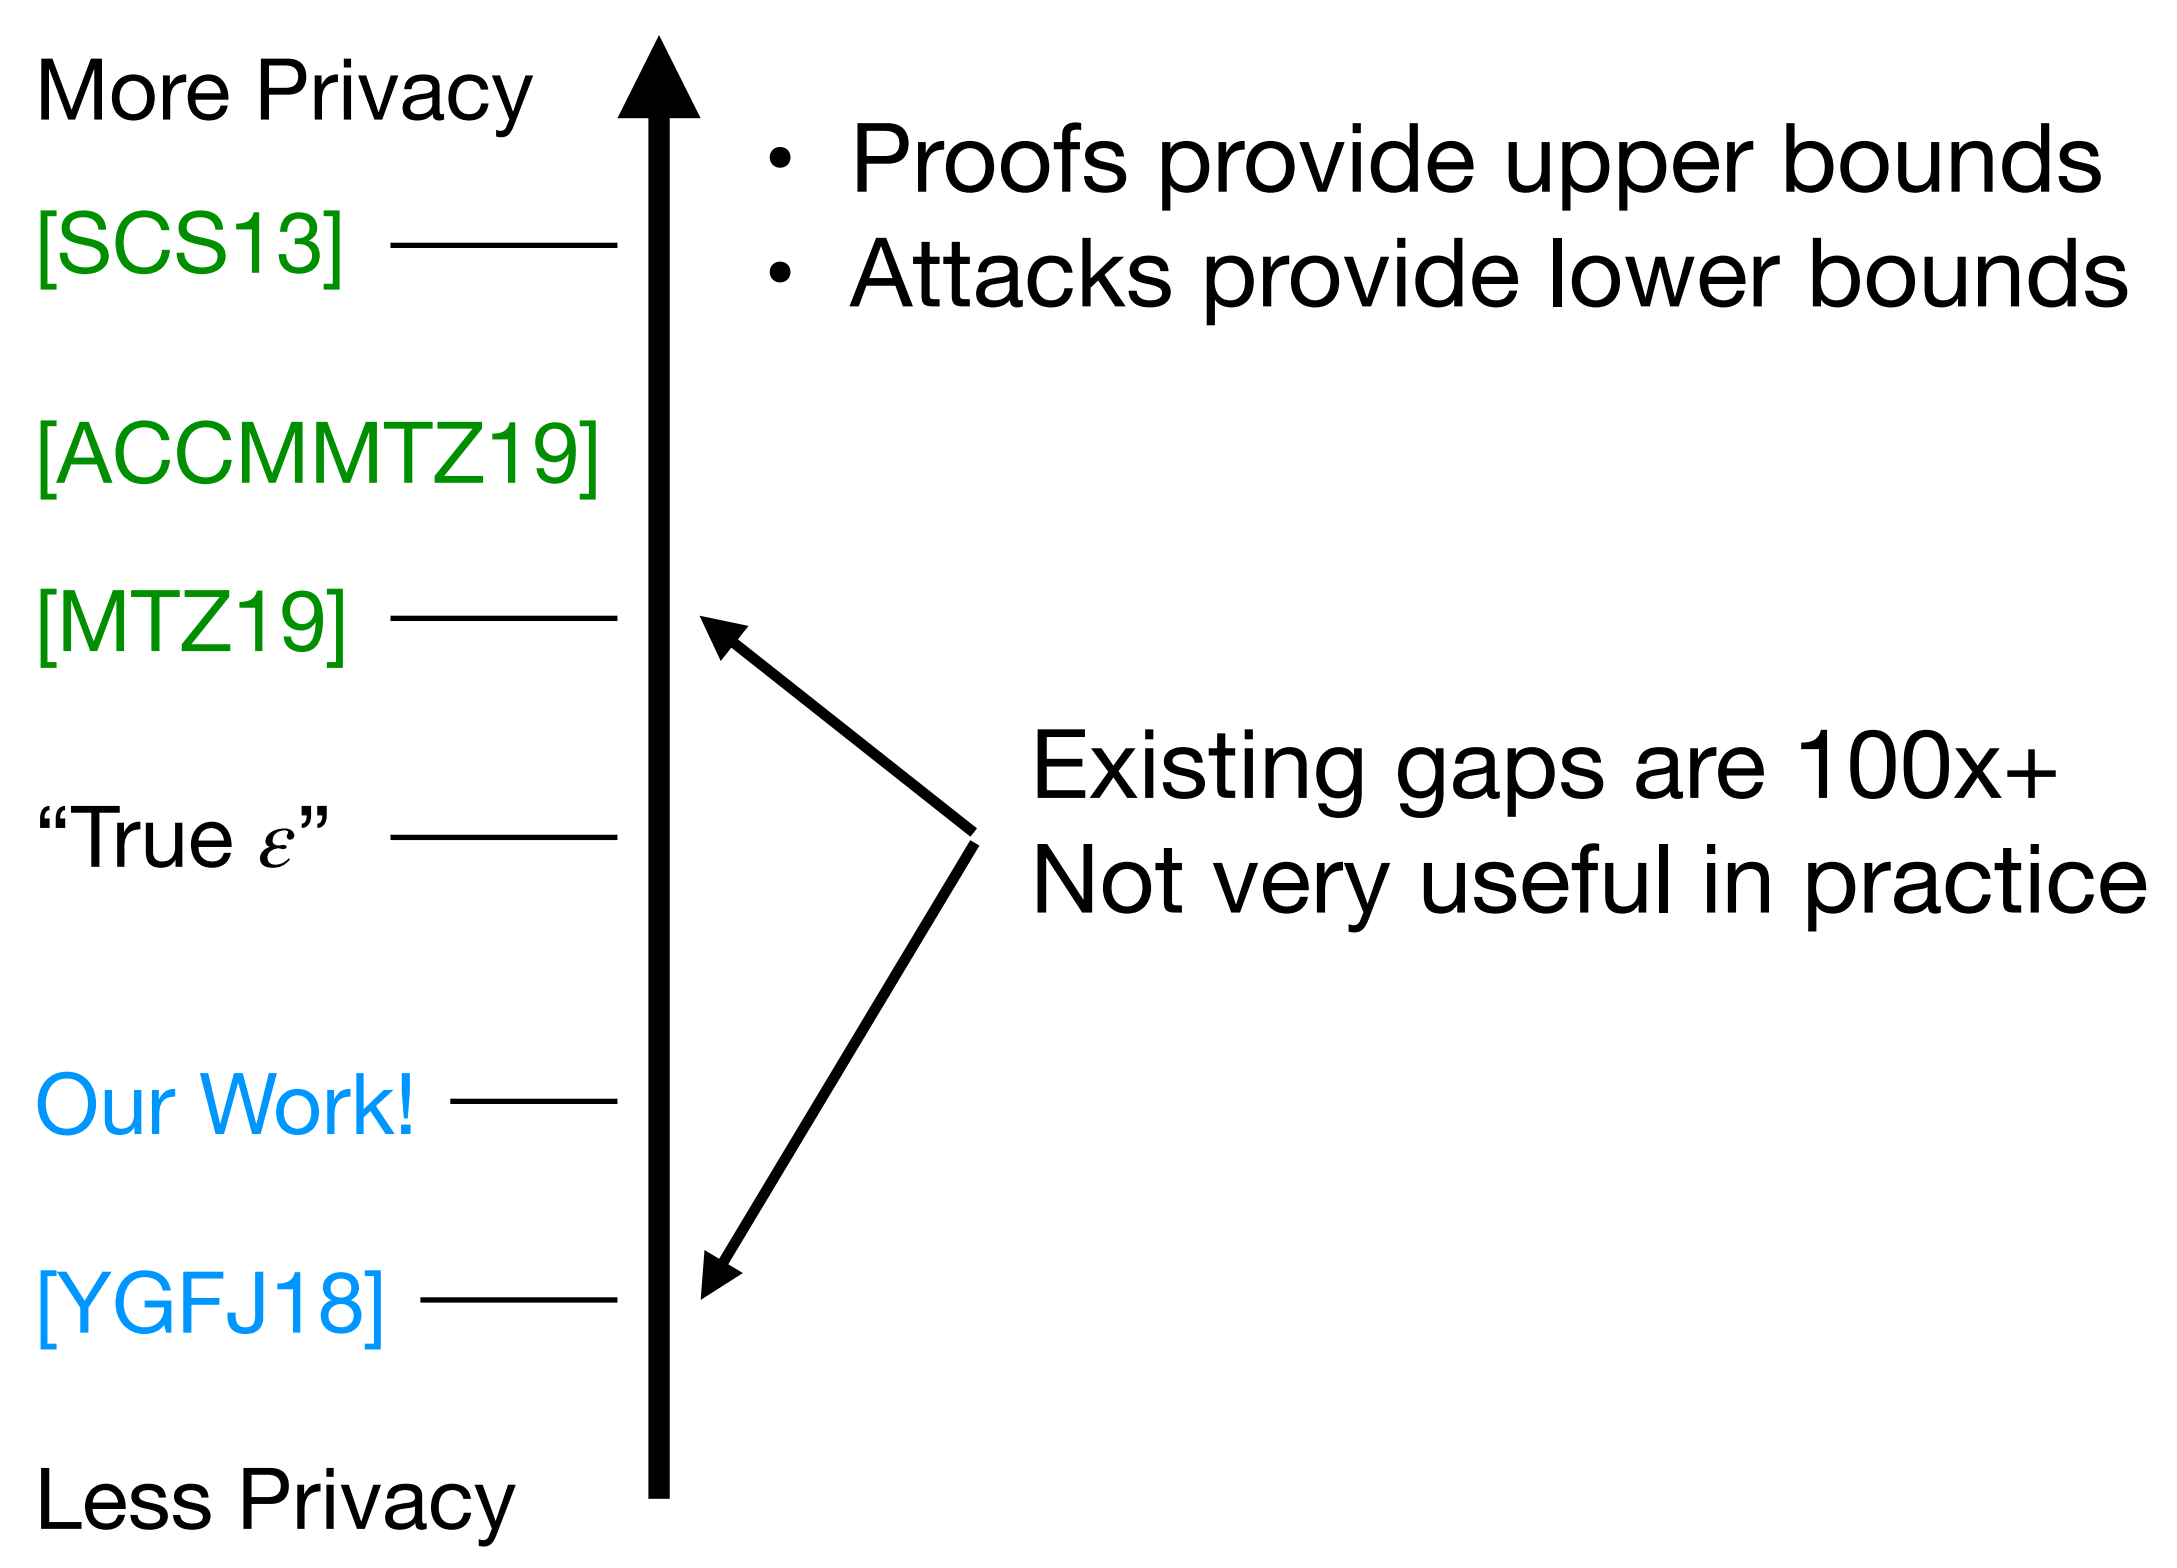 More Privacy
[SCS13]
[ACCMMTZ19]
[MTZ19]
“True ε”
Our Work!
[YGFJ18]
Less Privacy
• Proofs provide upper bounds
• Attacks provide lower bounds
Existing gaps are 100x+
Not very useful in practice